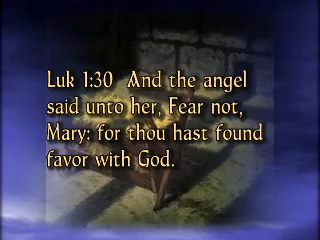 Luk 1:30  And the angel
said unto her, Fear not,
Mary: for thou hast found
favor with God.